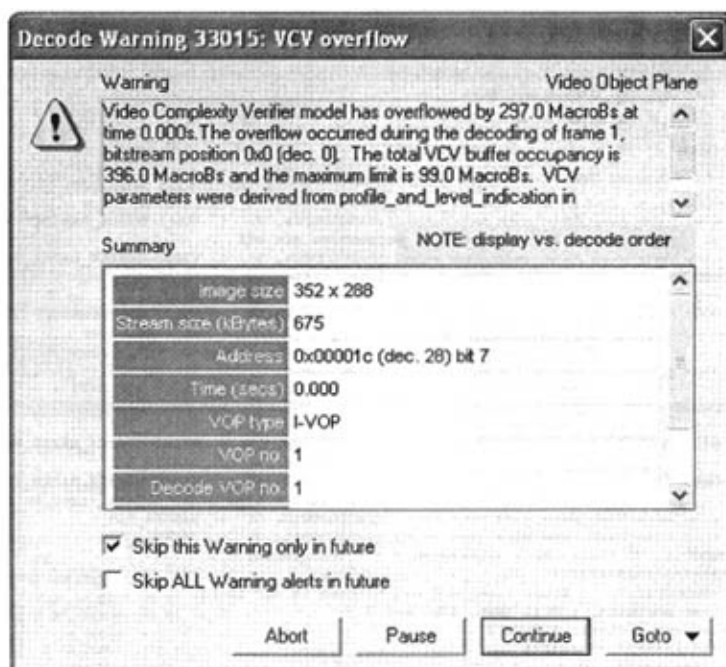 Decode Warning 33015: VCV overflow
Warning
Video Object Plane
Video Complexity Verifier model has overflowed by 297.0 MacroBs at
time 0.000s.The overflow occurred during the decoding of frame 1,
bitstream position 0x0 (dec. 0). The total VCV buffer occupancy is
396.0 MacroBs and the maximum limit is 99.0 MacroBs. VCV
parameters were derived from profile_and_level_indication in
Summary
NOTE: display vs. decode order
Image size 352 x 288
Stream size (kBytes) 675
Address 0x00001c (dec. 28) bit 7
Time (secs) 0.000
VOP type I-VOP
VOP no. 1
Decode VOP no. 1
Skip this Warning only in future
Skip ALL Warning alerts in future
Abort Pause Continue Goto